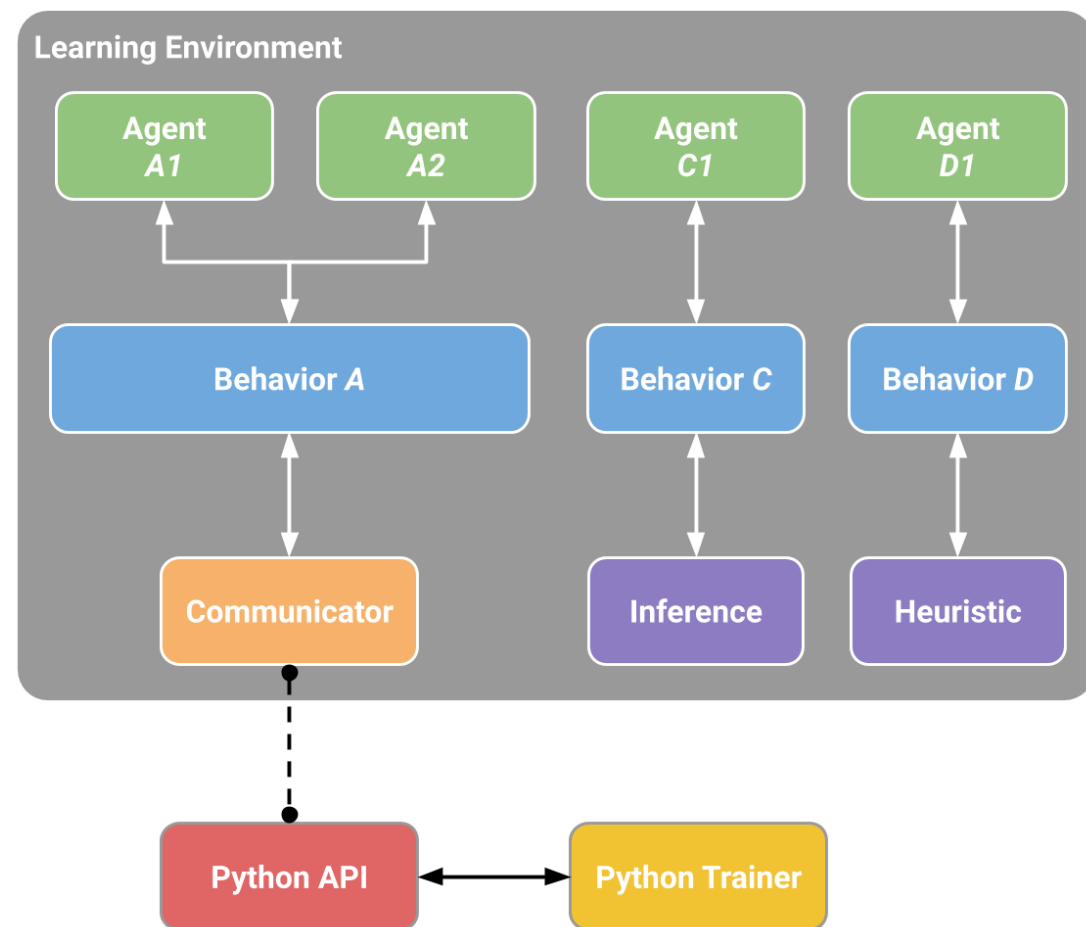 Learning Environment
Agent
A1
Agent
A2
Agent
C1
Agent
D1
Behavior A
Behavior C
Behavior D
Communicator
Inference
Heuristic
Python API
Python Trainer